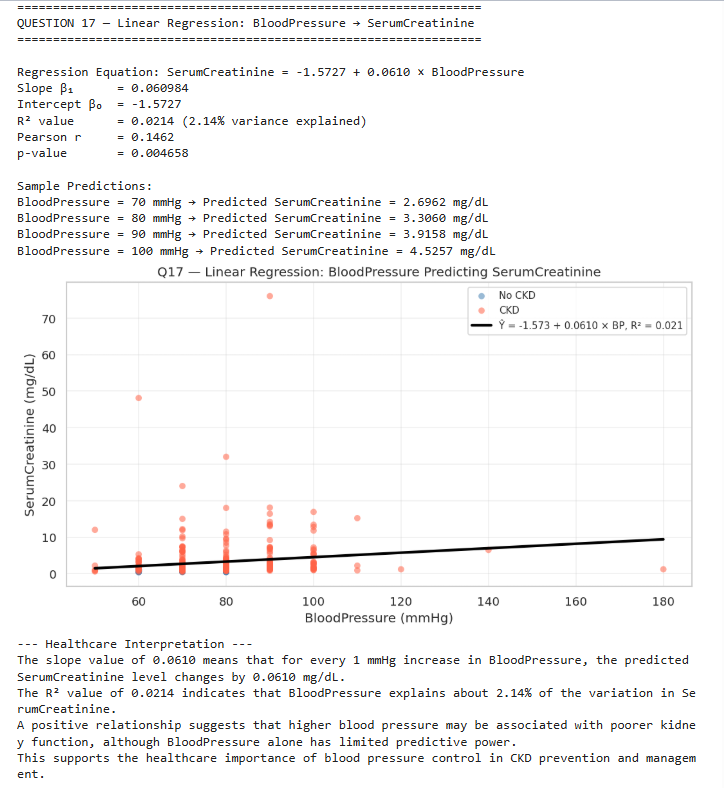 ==============================================================
QUESTION 17 — Linear Regression: BloodPressure → SerumCreatinine
==============================================================
Regression Equation: SerumCreatinine = -1.5727 + 0.0610 × BloodPressure
Slope β₁ = 0.060984
Intercept β₀ = -1.5727
R² value = 0.0214 (2.14% variance explained)
Pearson r = 0.1462
p-value = 0.004658
Sample Predictions:
BloodPressure = 70 mmHg → Predicted SerumCreatinine = 2.6962 mg/dL
BloodPressure = 80 mmHg → Predicted SerumCreatinine = 3.3060 mg/dL
BloodPressure = 90 mmHg → Predicted SerumCreatinine = 3.9158 mg/dL
BloodPressure = 100 mmHg → Predicted SerumCreatinine = 4.5257 mg/dL
Q17 — Linear Regression: BloodPressure Predicting SerumCreatinine
No CKD
CKD
Ŷ = -1.573 + 0.0610 × BP, R² = 0.021
SerumCreatinine (mg/dL)
70
60
50
40
30
20
10
0
60 80 100 120 140 160 180
BloodPressure (mmHg)
--- Healthcare Interpretation ---
The slope value of 0.0610 means that for every 1 mmHg increase in BloodPressure, the predicted
SerumCreatinine level changes by 0.0610 mg/dL.
The R² value of 0.0214 indicates that BloodPressure explains about 2.14% of the variation in Se
rumCreatinine.
A positive relationship suggests that higher blood pressure may be associated with poorer kidne
y function, although BloodPressure alone has limited predictive power.
This supports the healthcare importance of blood pressure control in CKD prevention and managem
ent.